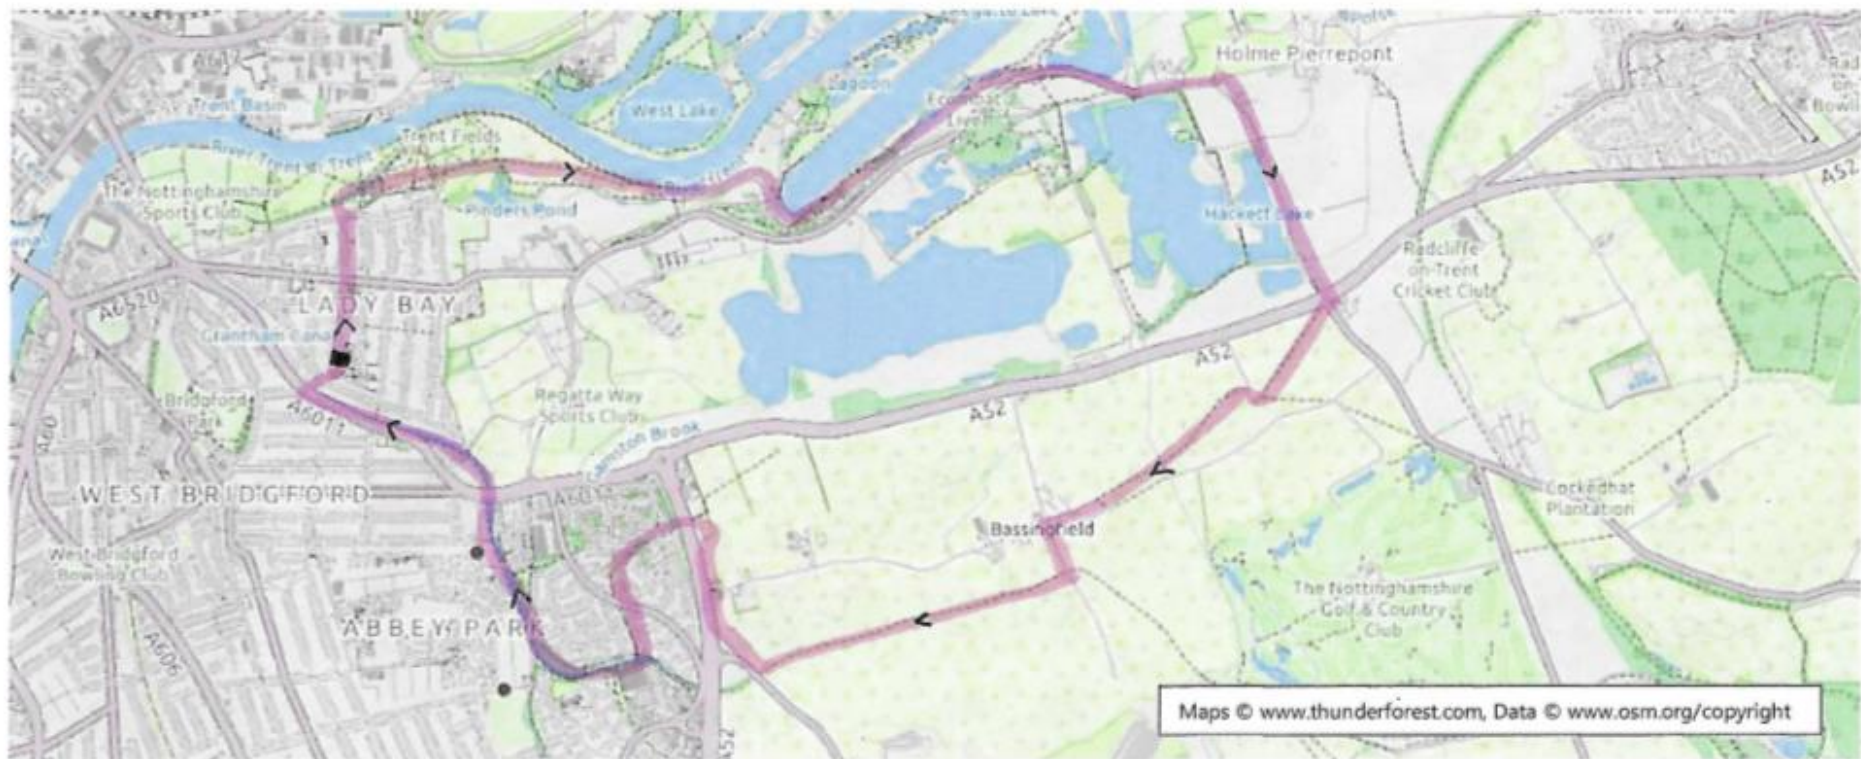 A612
Trent Basin
West Lake
Lagoon
Holme Pierrepont
Trent Fields
River Trent
The Nottinghamshire
Sports Club
Pinders Pond
Hackett Lake
A52
Radcliffe
-on-Trent
Cricket Club
A6520
LADY BAY
Grantham Canal
A52
Bridgford
Park
A6011
Regatta Way
Sports Club
A52
A60
WEST BRIDGFORD
A6011
Cockedhat
Plantation
Bassingfield
West Bridgford
Bowling Club
The Nottinghamshire
Golf & Country
Club
ABBEY PARK
A606
A52
Maps © www.thunderforest.com, Data © www.osm.org/copyright